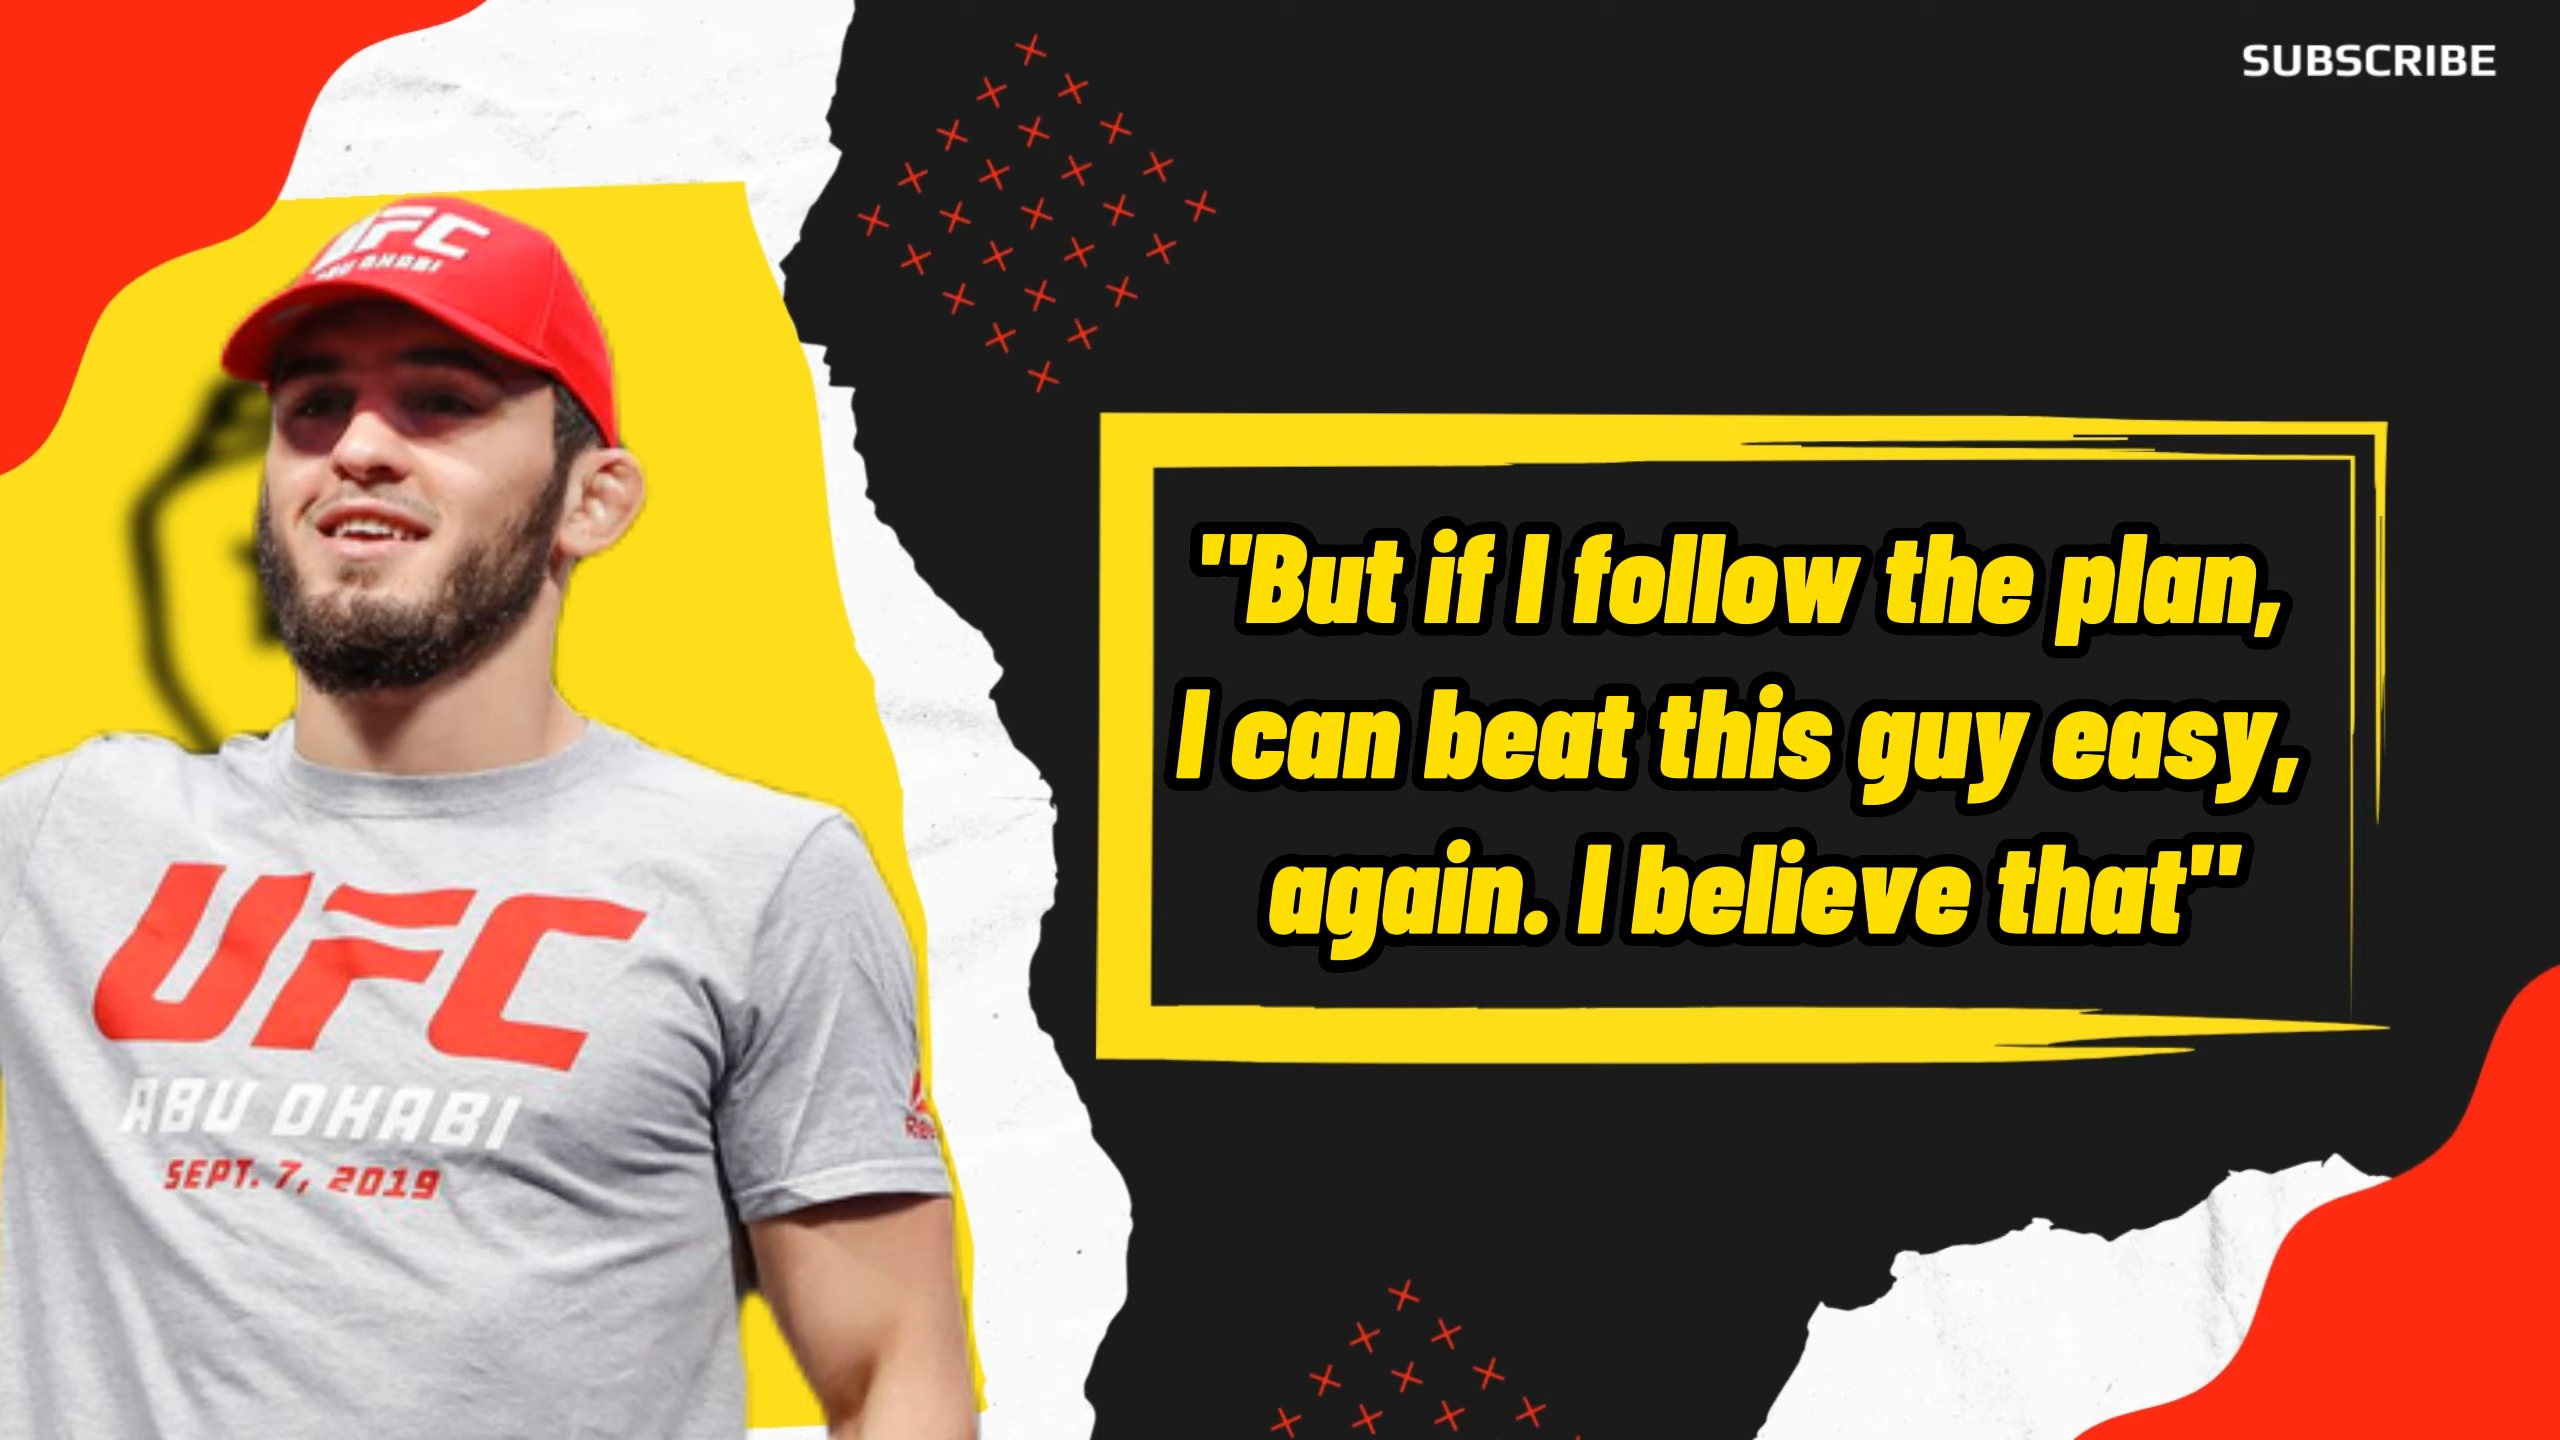 SUBSCRIBE
UFC
ABU DHABI
"But if I follow the plan,
I can beat this guy easy,
again. I believe that"
UFC
ABU DHABI
SEPT. 7, 2019